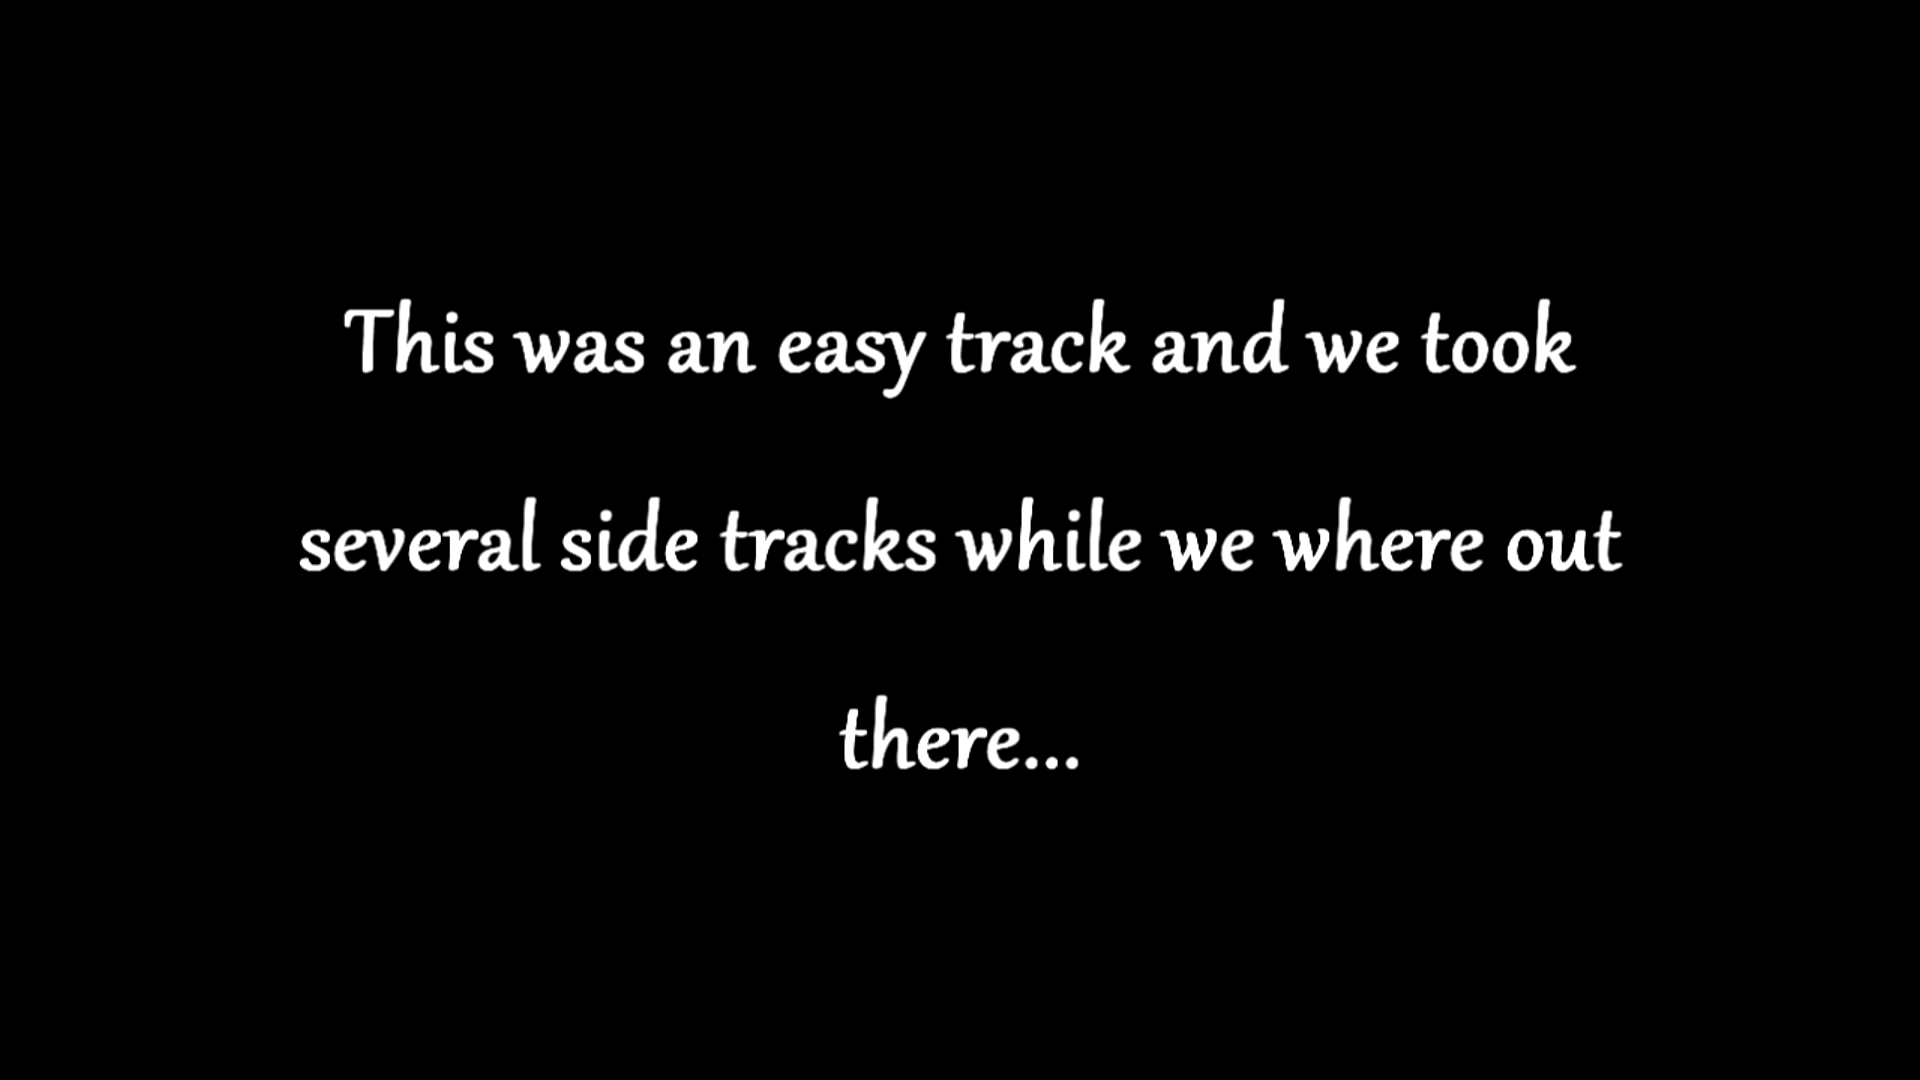 This was an easy track and we took
several side tracks while we where out
there...